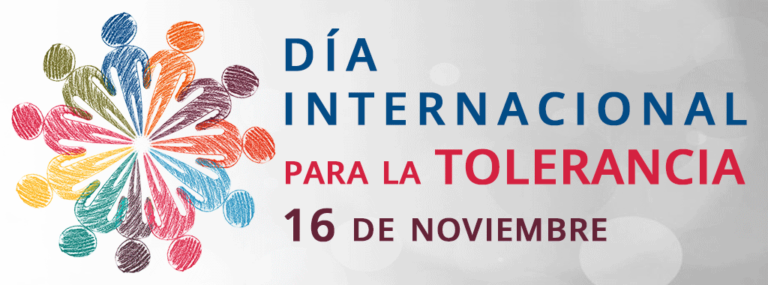 DÍA
INTERNACIONAL
PARA LA TOLERANCIA
16 DE NOVIEMBRE